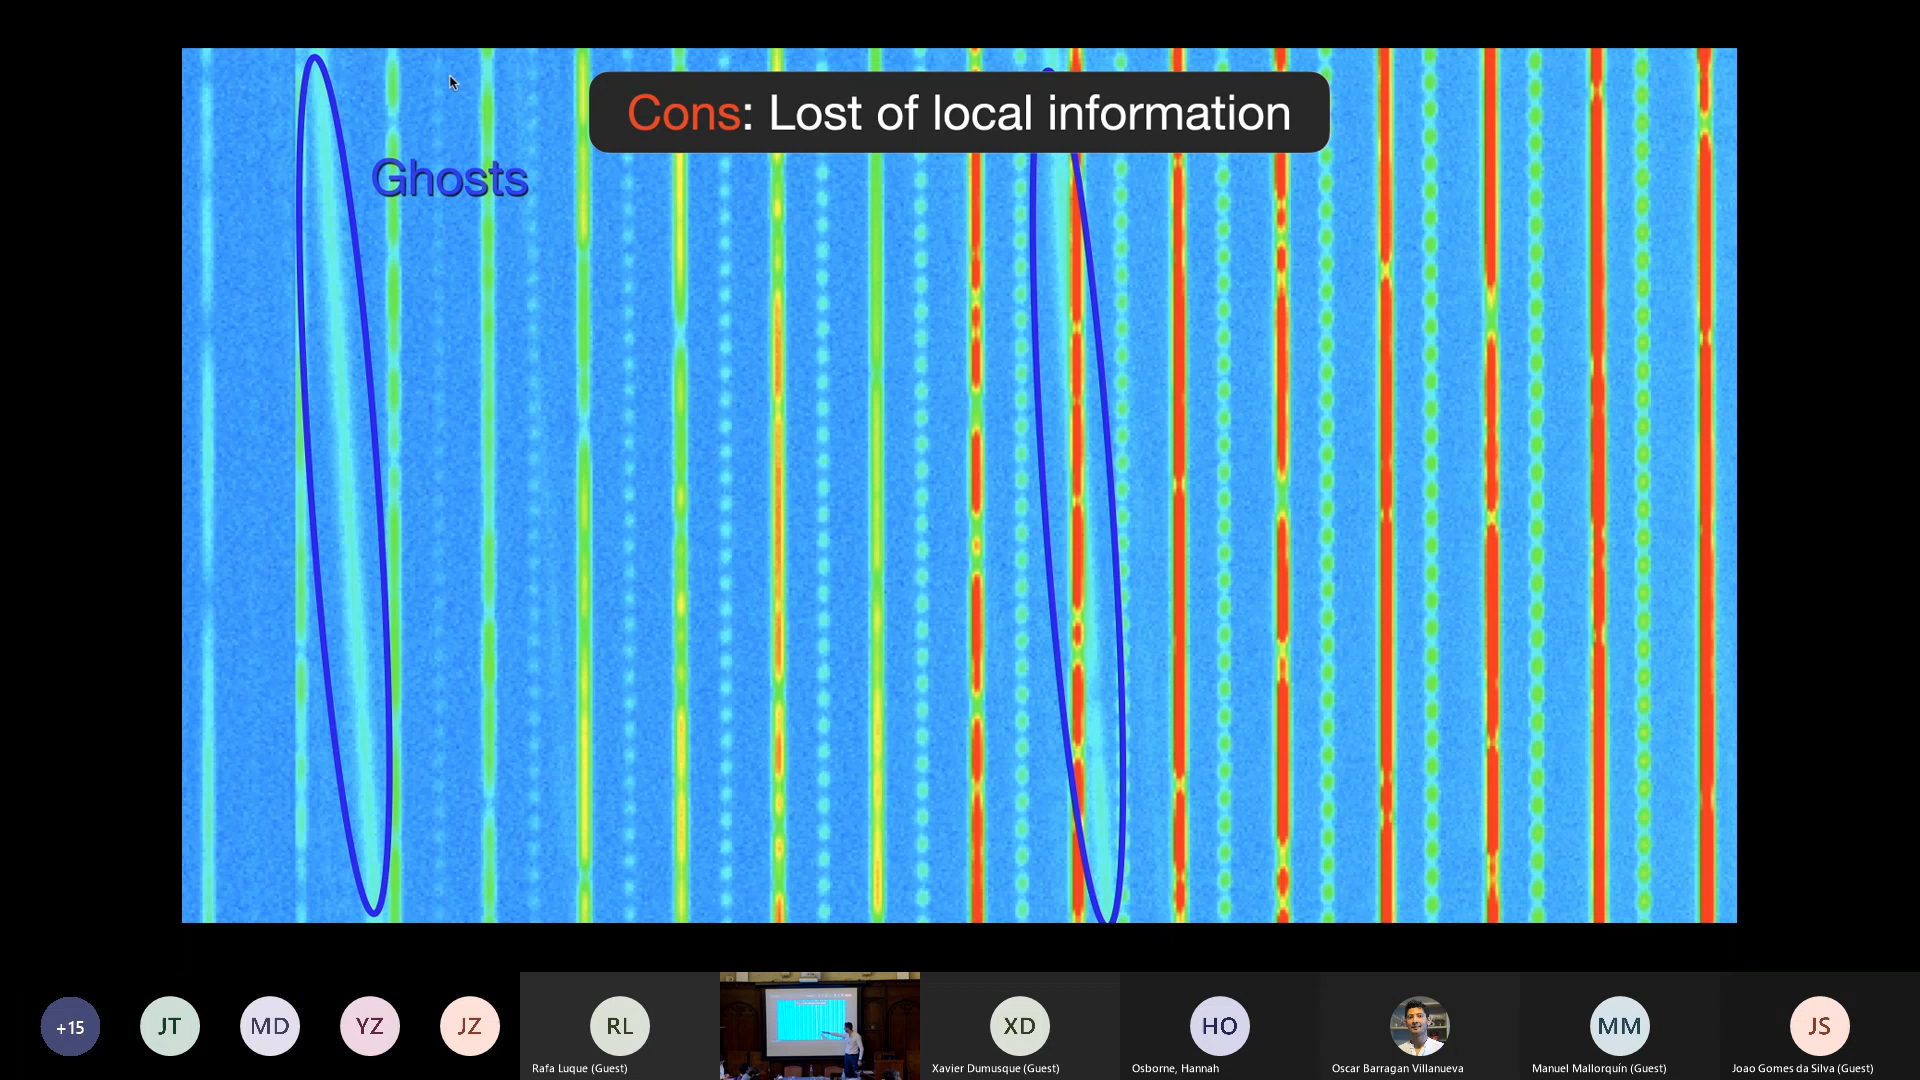 Cons: Lost of local information
Ghosts
+15
JT
MD
YZ
JZ
RL
XD
HO
MM
JS
Rafa Luque (Guest)
Xavier Dumusque (Guest)
Osborne, Hannah
Oscar Barragan Villanueva
Manuel Mallorquín (Guest)
Joao Gomes da Silva (Guest)